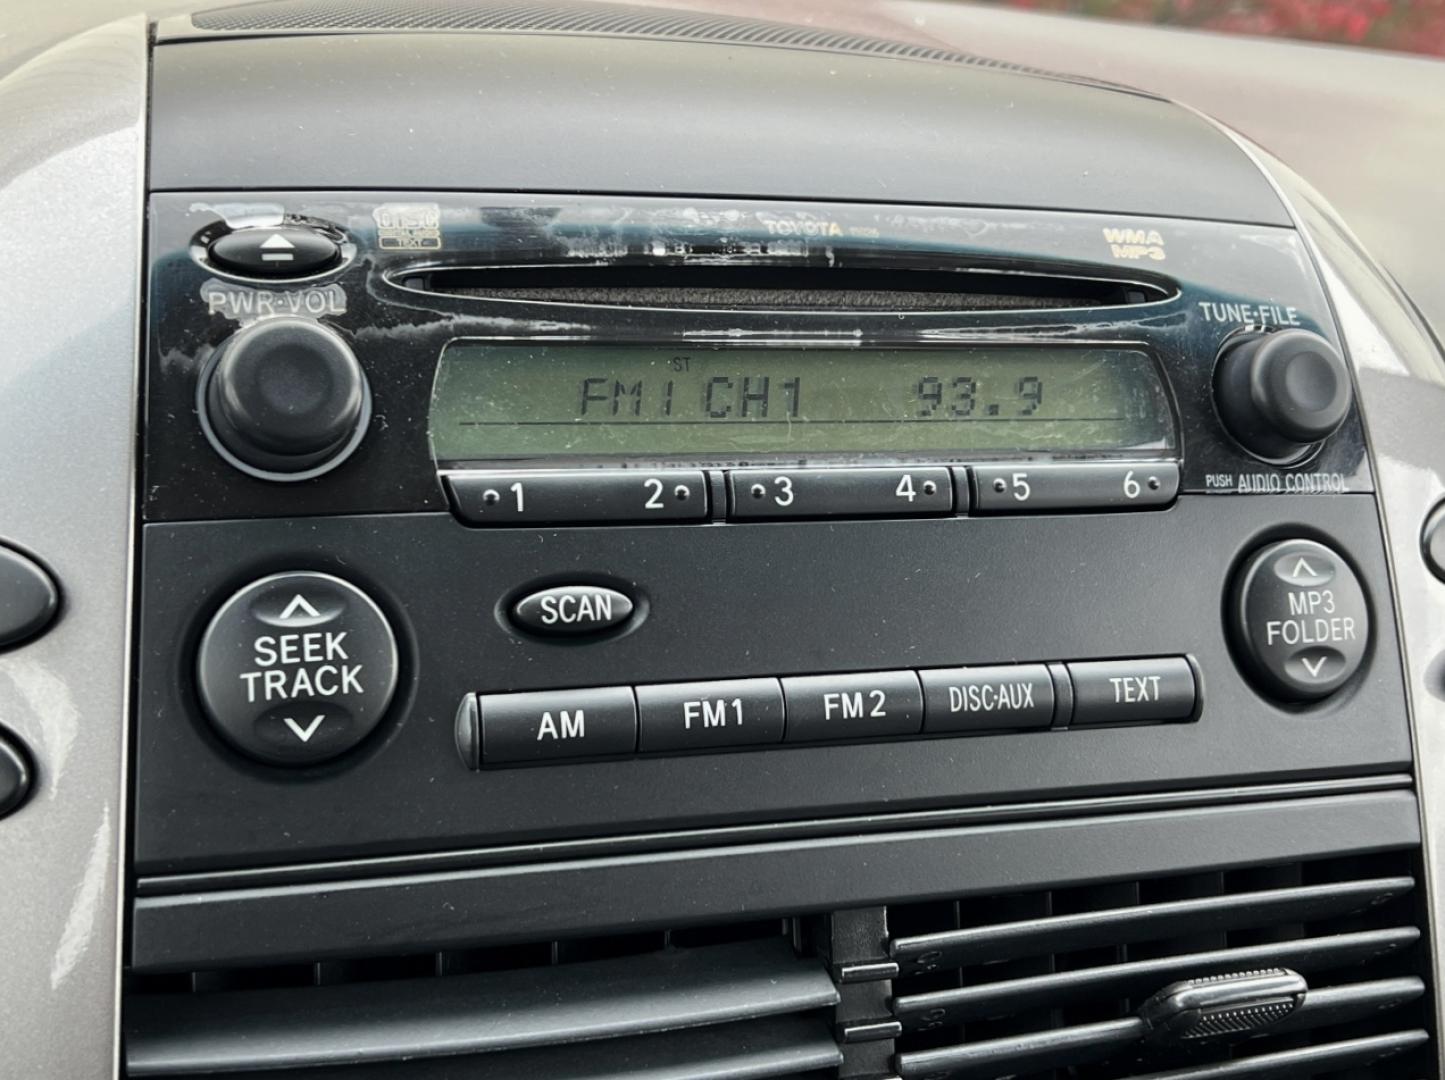 TOYOTA
WMA
MP3
TEXT
PWR·VOL
TUNE·FILE
ST
FM1 CH1 93.9
1 2 3 4 5 6
PUSH AUDIO CONTROL
SCAN
SEEK
TRACK
MP3
FOLDER
AM FM1 FM2 DISC·AUX TEXT